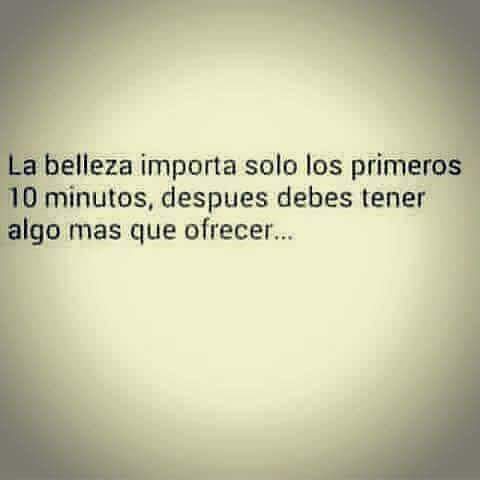 La belleza importa solo los primeros
10 minutos, despues debes tener
algo mas que ofrecer...